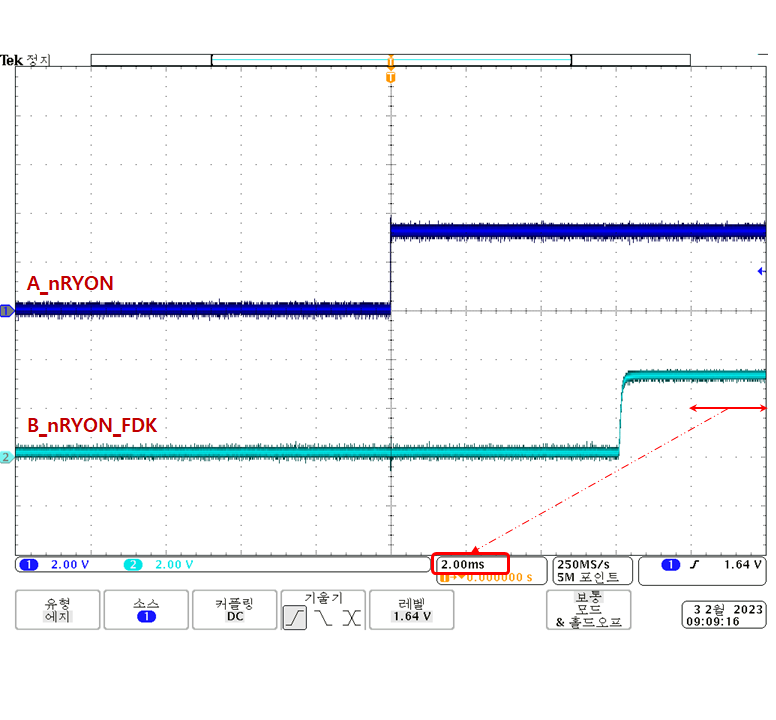 Tek 정지
T
T
A_nRYON
1
B_nRYON_FDK
2
1 2.00 V 2 2.00 V
2.00ms
0.000000 s
250MS/s
5M 포인트
1 1.64 V
유형
에지
소스
1
커플링
DC
기울기
레벨
1.64 V
보통
모드
& 홀드오프
3 2월 2023
09:09:16